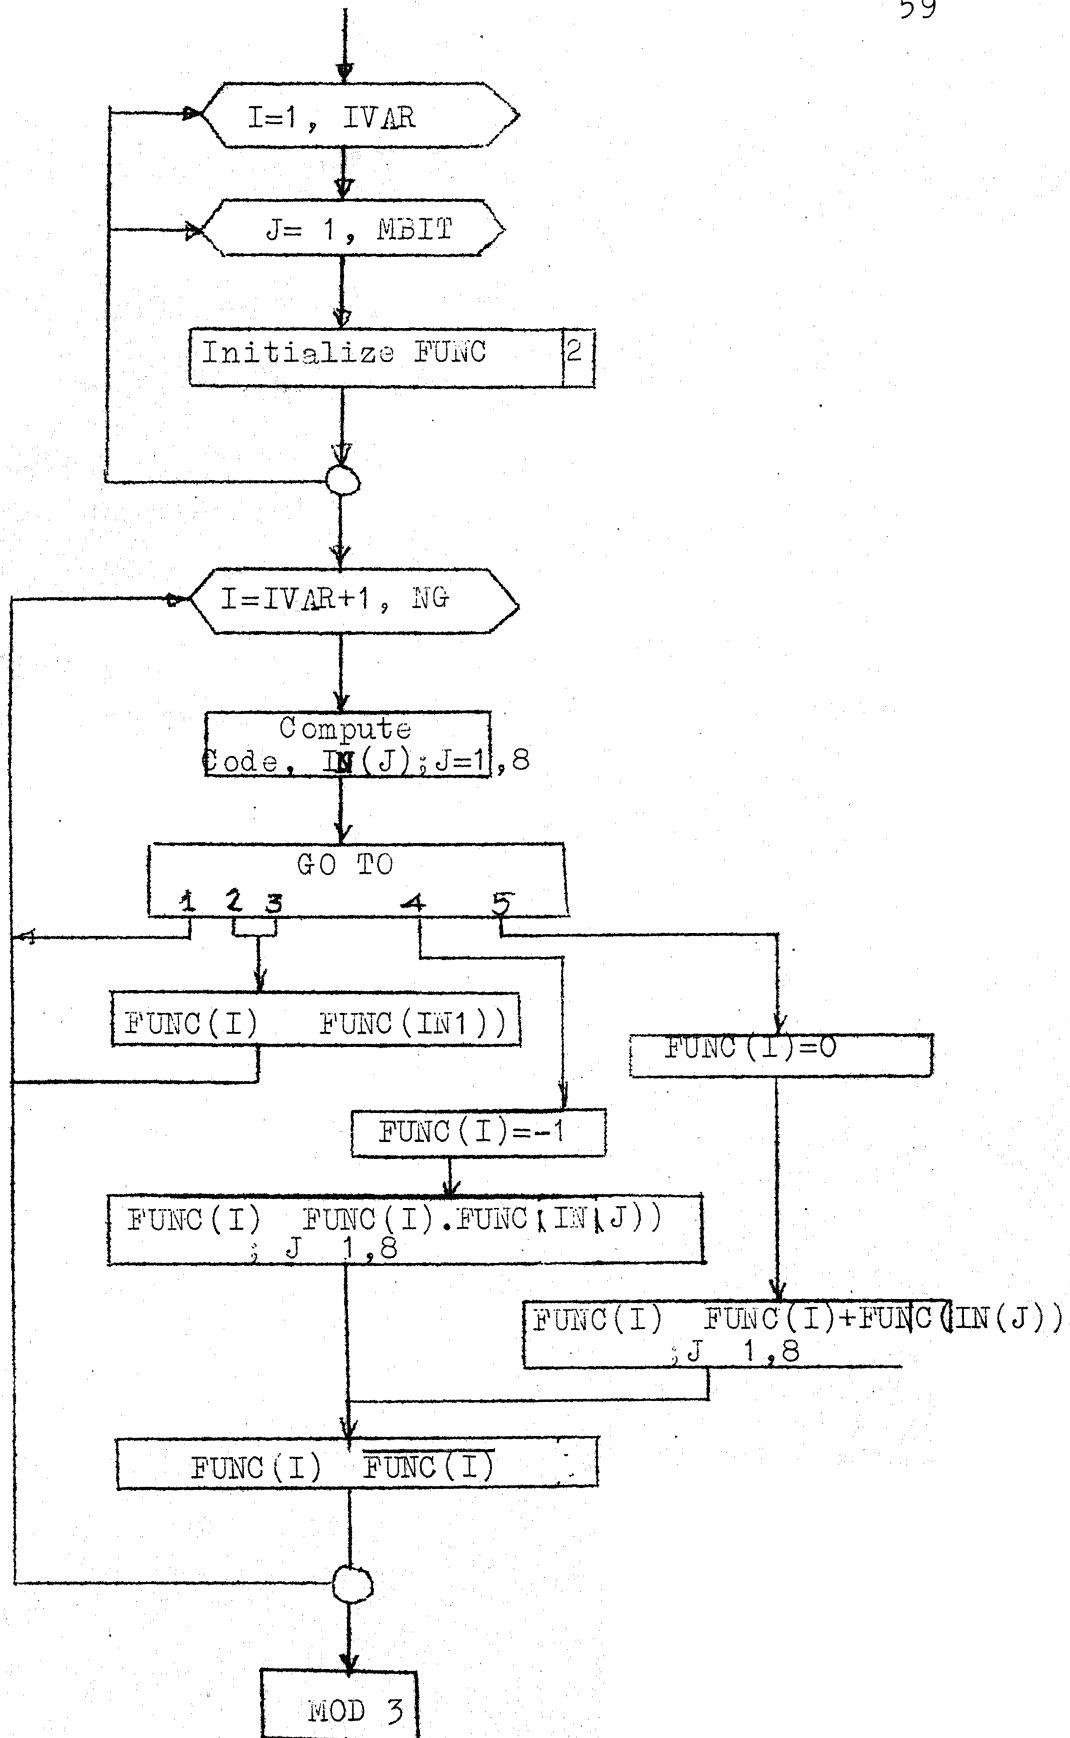 59
I=1, IVAR
J= 1, MBIT
Initialize FUNC 2
I=IVAR+1, NG
Compute
Code, IN(J);J=1,8
GO TO
1 2 3 4 5
FUNC(I) FUNC(IN1))
FUNC(I)=0
FUNC(I)=-1
FUNC(I) FUNC(I).FUNC(IN(J))
; J 1,8
FUNC(I) FUNC(I)+FUNC(IN(J))
;J 1,8
FUNC(I) F̅U̅N̅C̅(̅I̅)̅
MOD 3